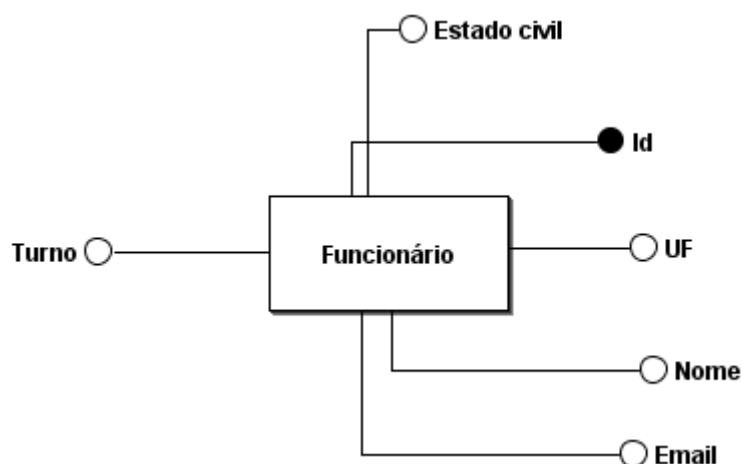 Estado civil
Id
Turno
Funcionário
UF
Nome
Email